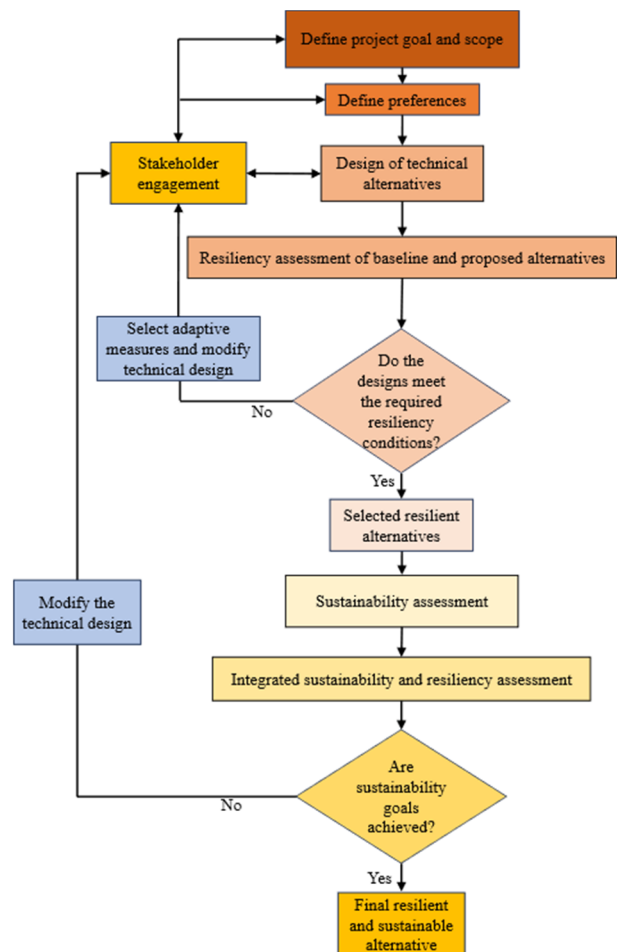 Define project goal and scope
Define preferences
Stakeholder
engagement
Design of technical
alternatives
Resiliency assessment of baseline and proposed alternatives
Select adaptive
measures and modify
technical design
Do the
designs meet
the required
resiliency
conditions?
No
Yes
Selected resilient
alternatives
Sustainability assessment
Modify the
technical design
Integrated sustainability and resiliency assessment
Are
sustainability
goals
achieved?
No
Yes
Final resilient
and sustainable
alternative